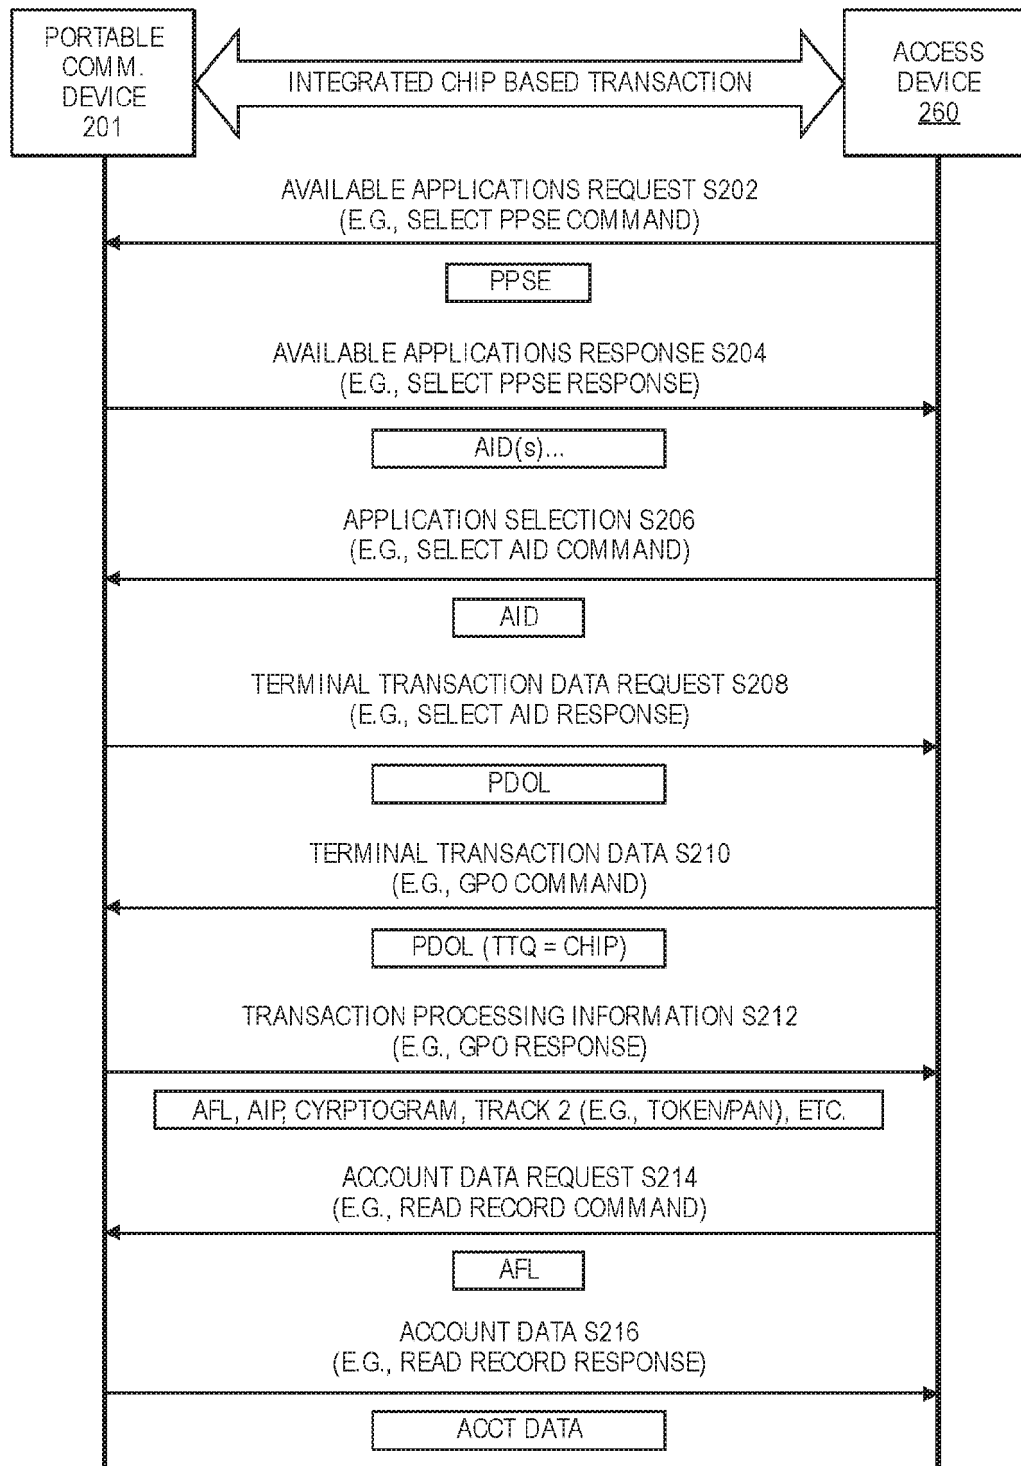 PORTABLE
COMM.
DEVICE
201
INTEGRATED CHIP BASED TRANSACTION
ACCESS
DEVICE
260
AVAILABLE APPLICATIONS REQUEST S202
(E.G., SELECT PPSE COMMAND)
PPSE
AVAILABLE APPLICATIONS RESPONSE S204
(E.G., SELECT PPSE RESPONSE)
AID(s)...
APPLICATION SELECTION S206
(E.G., SELECT AID COMMAND)
AID
TERMINAL TRANSACTION DATA REQUEST S208
(E.G., SELECT AID RESPONSE)
PDOL
TERMINAL TRANSACTION DATA S210
(E.G., GPO COMMAND)
PDOL (TTQ = CHIP)
TRANSACTION PROCESSING INFORMATION S212
(E.G., GPO RESPONSE)
AFL, AIP, CYRPTOGRAM, TRACK 2 (E.G., TOKEN/PAN), ETC.
ACCOUNT DATA REQUEST S214
(E.G., READ RECORD COMMAND)
AFL
ACCOUNT DATA S216
(E.G., READ RECORD RESPONSE)
ACCT DATA